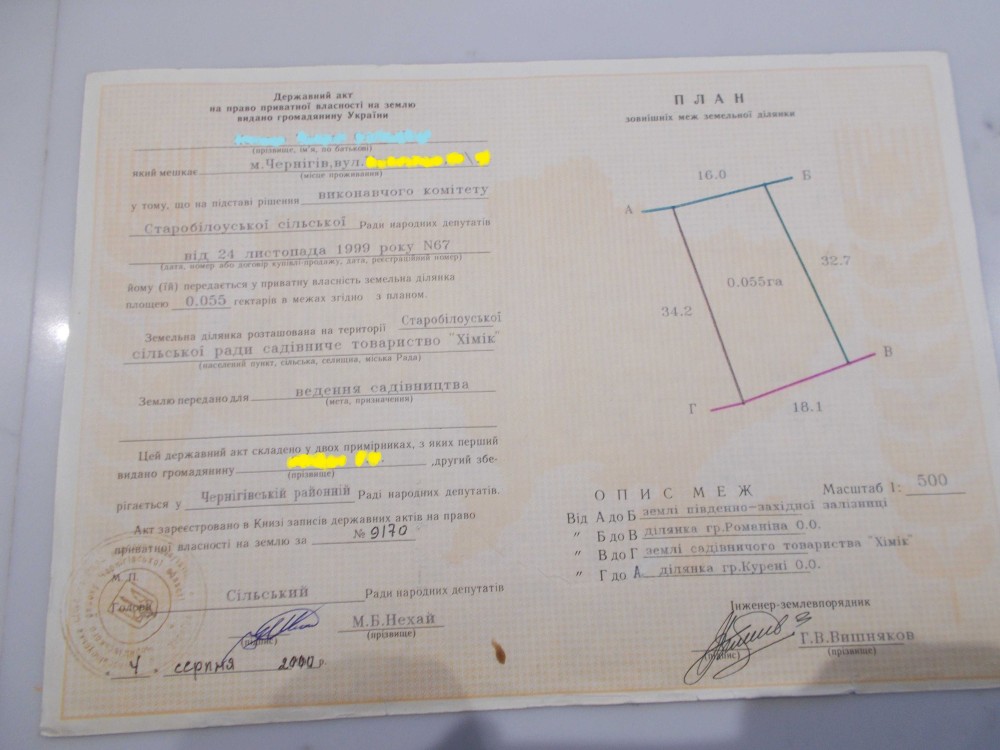 Державний акт
на право приватної власності на землю
видано громадянину України
(прізвище, ім'я, по батькові)
який мешкає м.Чернігів,вул.
(місце проживання)
у тому, що на підставі рішення виконавчого комітету
Старобілоуської сільської Ради народних депутатів
від 24 листопада 1999 року N67
(дата, номер або договір купівлі-продажу, дата, реєстраційний номер)
йому (їй) передається у приватну власність земельна ділянка
площею 0.055 гектарів в межах згідно з планом.
Земельна ділянка розташована на території Старобілоуської
сільської ради садівниче товариство "Хімік"
(населений пункт, сільська, селищна, міська Рада)
Землю передано для ведення садівництва
(мета, призначення)
Цей державний акт складено у двох примірниках, з яких перший
видано громадянину ,другий збе-
(прізвище)
рігається у Чернігівській районній Раді народних депутатів.
Акт зареєстровано в Книзі записів державних актів на право
приватної власності на землю за № 9170
М. П.
Голова Сільський Ради народних депутатів
М.Б.Нехай
(підпис) (прізвище)
" 4 " серпня 2000 р.
ПЛАН
зовнішніх меж земельної ділянки
16.0
А Б
32.7
0.055га
34.2
В
Г
18.1
ОПИС МЕЖ Масштаб 1: 500
Від А до Б землі південно-західної залізниці
" Б до В ділянка гр.Роменіва О.О.
" В до Г землі садівничого товариства "Хімік"
" Г до А ділянка гр.Курені О.О.
Інженер-землевпорядник
Г.В.Вишняков
(підпис) (прізвище)